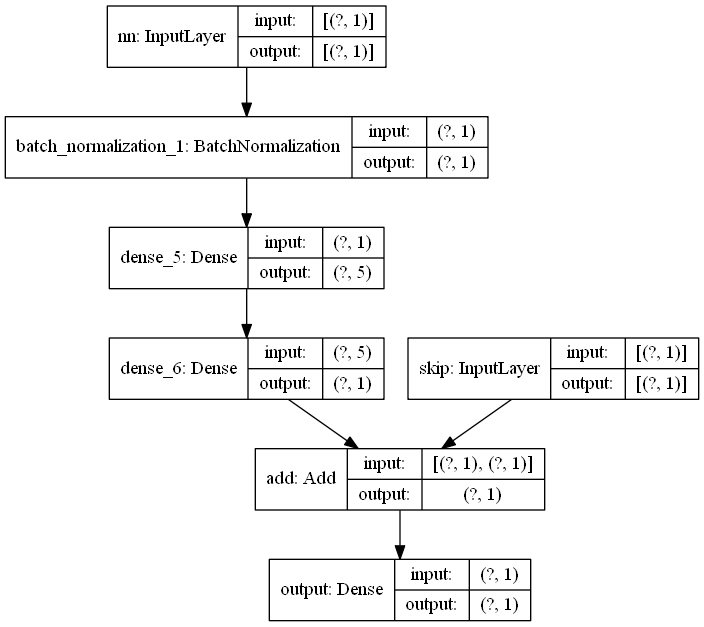 nn: InputLayer
input: [(?, 1)]
output: [(?, 1)]
batch_normalization_1: BatchNormalization
input: (?, 1)
output: (?, 1)
dense_5: Dense
input: (?, 1)
output: (?, 5)
dense_6: Dense
input: (?, 5)
output: (?, 1)
skip: InputLayer
input: [(?, 1)]
output: [(?, 1)]
add: Add
input: [(?, 1), (?, 1)]
output: (?, 1)
output: Dense
input: (?, 1)
output: (?, 1)